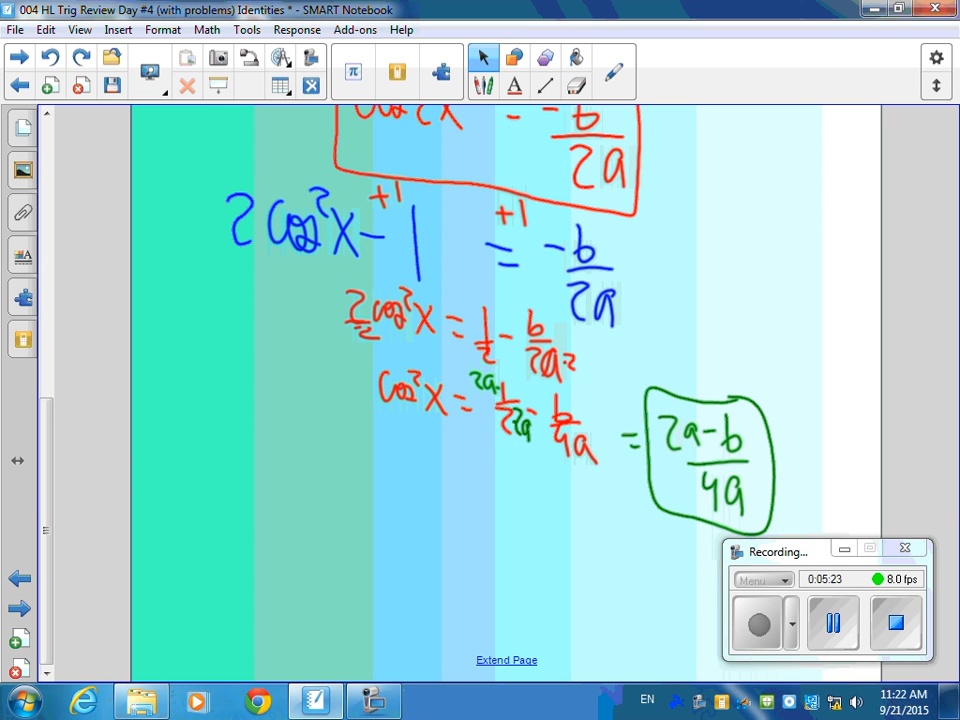 004 HL Trig Review Day #4 (with problems) Identities * - SMART Notebook
File Edit View Insert Format Math Tools Response Add-ons Help
cos 2x = -b/2a
+1 +1
2cos²x - 1 = -b/2a
2cos²x/2 = 1/2 - b/2a·2
cos²x = 2a·1/2·2a - b/4a = 2a-b/4a
Recording...
Menu 0:05:23 8.0 fps
Extend Page
EN 11:22 AM
9/21/2015